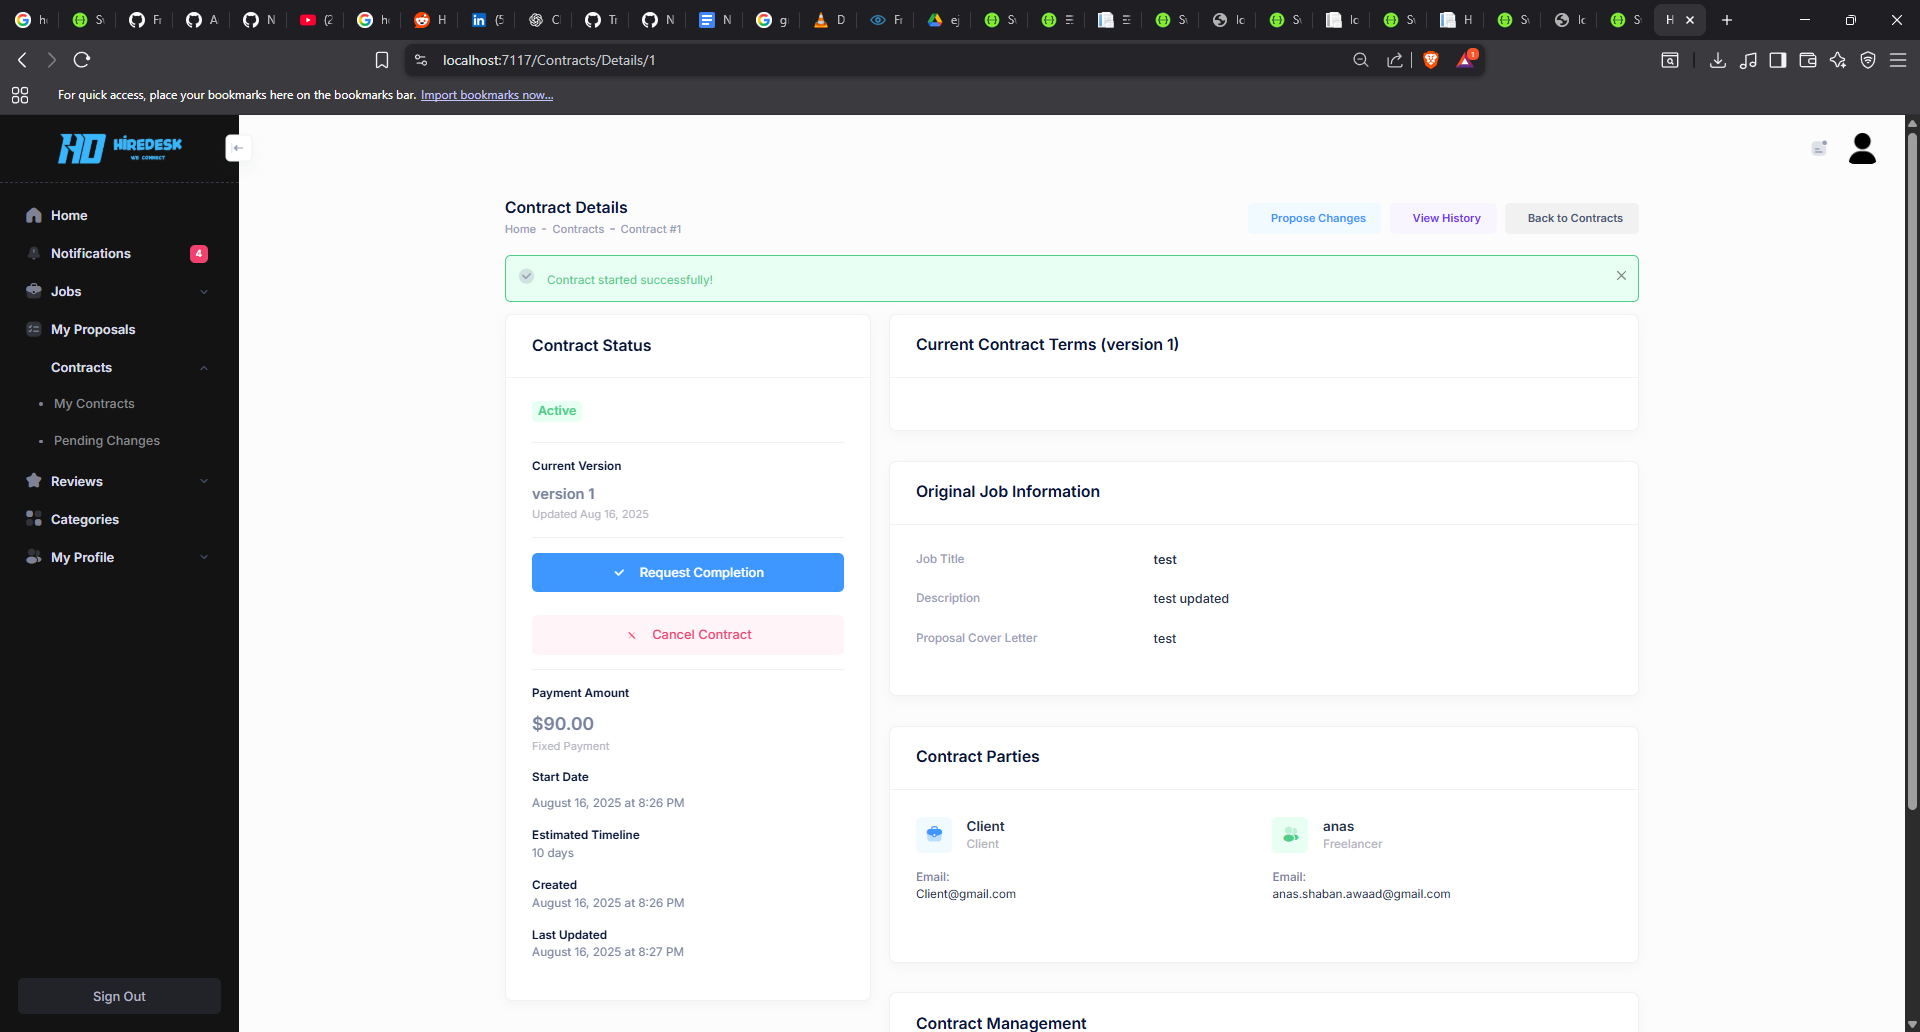 localhost:7117/Contracts/Details/1
1
For quick access, place your bookmarks here on the bookmarks bar. Import bookmarks now...
HD HIREDESK
WE CONNECT
Home
Notifications 4
Jobs
My Proposals
Contracts
My Contracts
Pending Changes
Reviews
Categories
My Profile
Sign Out
Contract Details
Home - Contracts - Contract #1
Propose Changes
View History
Back to Contracts
Contract started successfully!
Contract Status
Active
Current Version
version 1
Updated Aug 16, 2025
Request Completion
Cancel Contract
Payment Amount
$90.00
Fixed Payment
Start Date
August 16, 2025 at 8:26 PM
Estimated Timeline
10 days
Created
August 16, 2025 at 8:26 PM
Last Updated
August 16, 2025 at 8:27 PM
Current Contract Terms (version 1)
Original Job Information
Job Title test
Description test updated
Proposal Cover Letter test
Contract Parties
Client
Client
Email:
Client@gmail.com
anas
Freelancer
Email:
anas.shaban.awaad@gmail.com
Contract Management